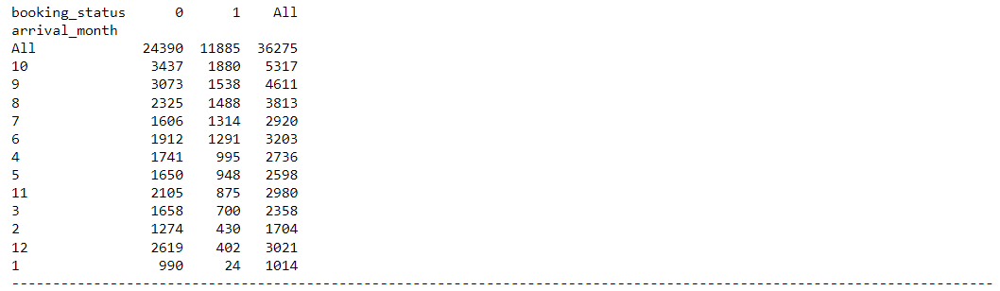 booking_status 0 1 All
arrival_month
All 24390 11885 36275
10 3437 1880 5317
9 3073 1538 4611
8 2325 1488 3813
7 1606 1314 2920
6 1912 1291 3203
4 1741 995 2736
5 1650 948 2598
11 2105 875 2980
3 1658 700 2358
2 1274 430 1704
12 2619 402 3021
1 990 24 1014
------------------------------------------------------------------------------------------------------------------------